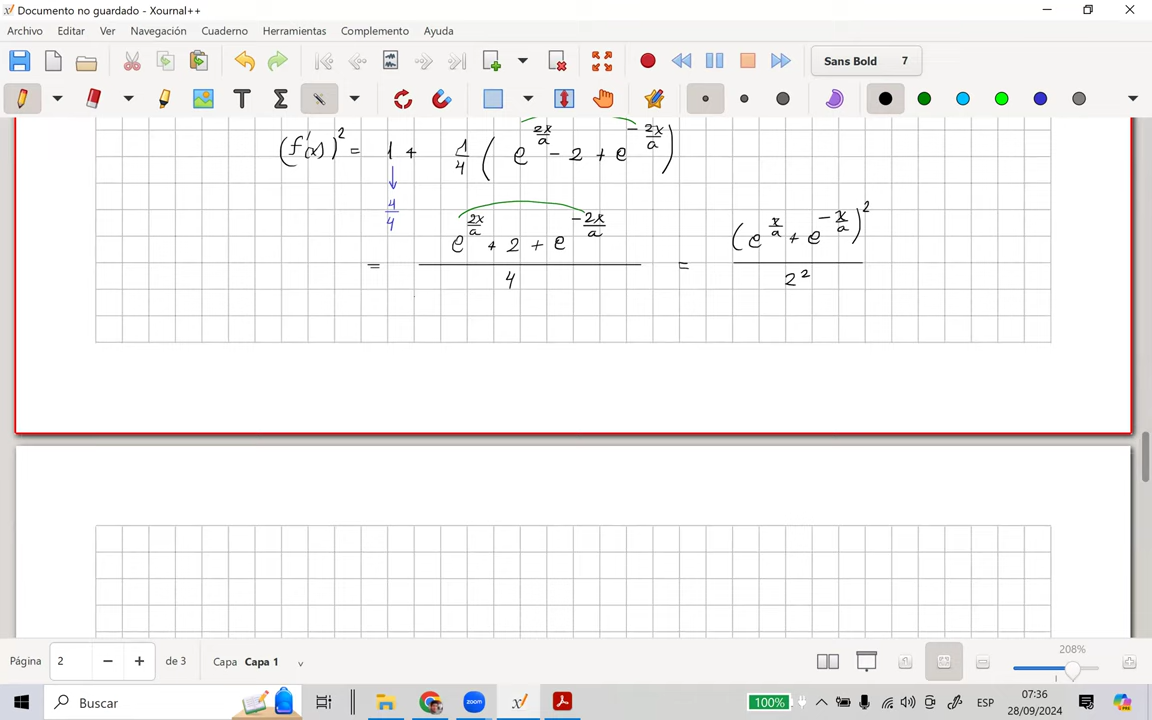 Documento no guardado - Xournal++
Archivo Editar Ver Navegación Cuaderno Herramientas Complemento Ayuda
Sans Bold 7
(f'(x))^2 = 1 + 1/4 ( e^(2x/a) - 2 + e^(-2x/a) )
4/4
= (e^(2x/a) + 2 + e^(-2x/a)) / 4 = (e^(x/a) + e^(-x/a))^2 / 2^2
Página 2 de 3 Capa Capa 1 208%
Buscar 100% ESP 07:36
28/09/2024